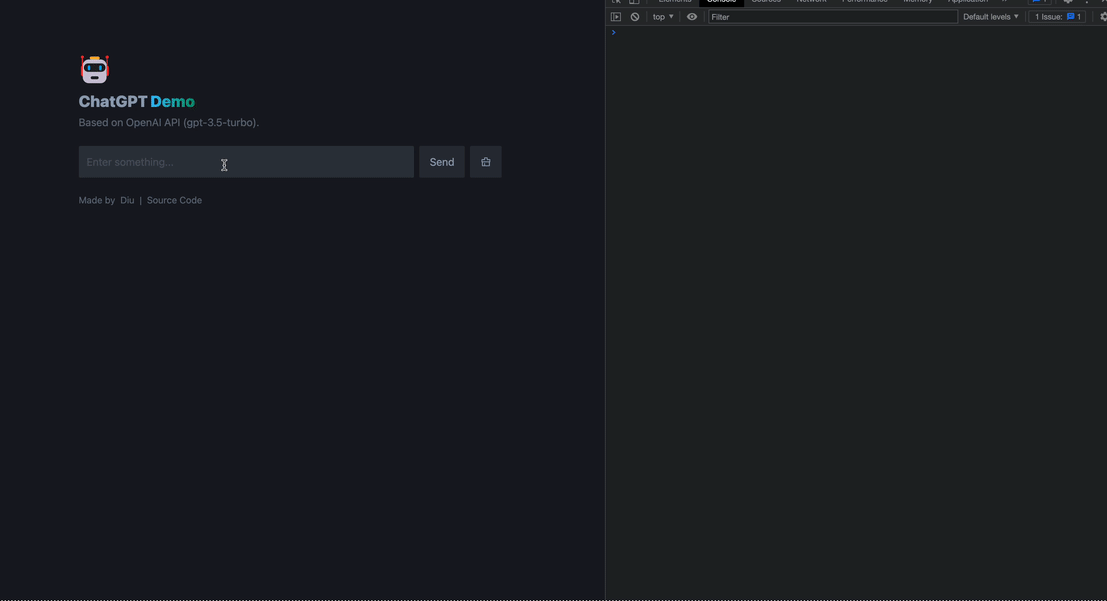 Elements Console Sources Network Performance Memory Application » 1
top ▼ Filter Default levels ▼ 1 Issue: 1
>
ChatGPT Demo
Based on OpenAI API (gpt-3.5-turbo).
Enter something...
Send
Made by Diu | Source Code